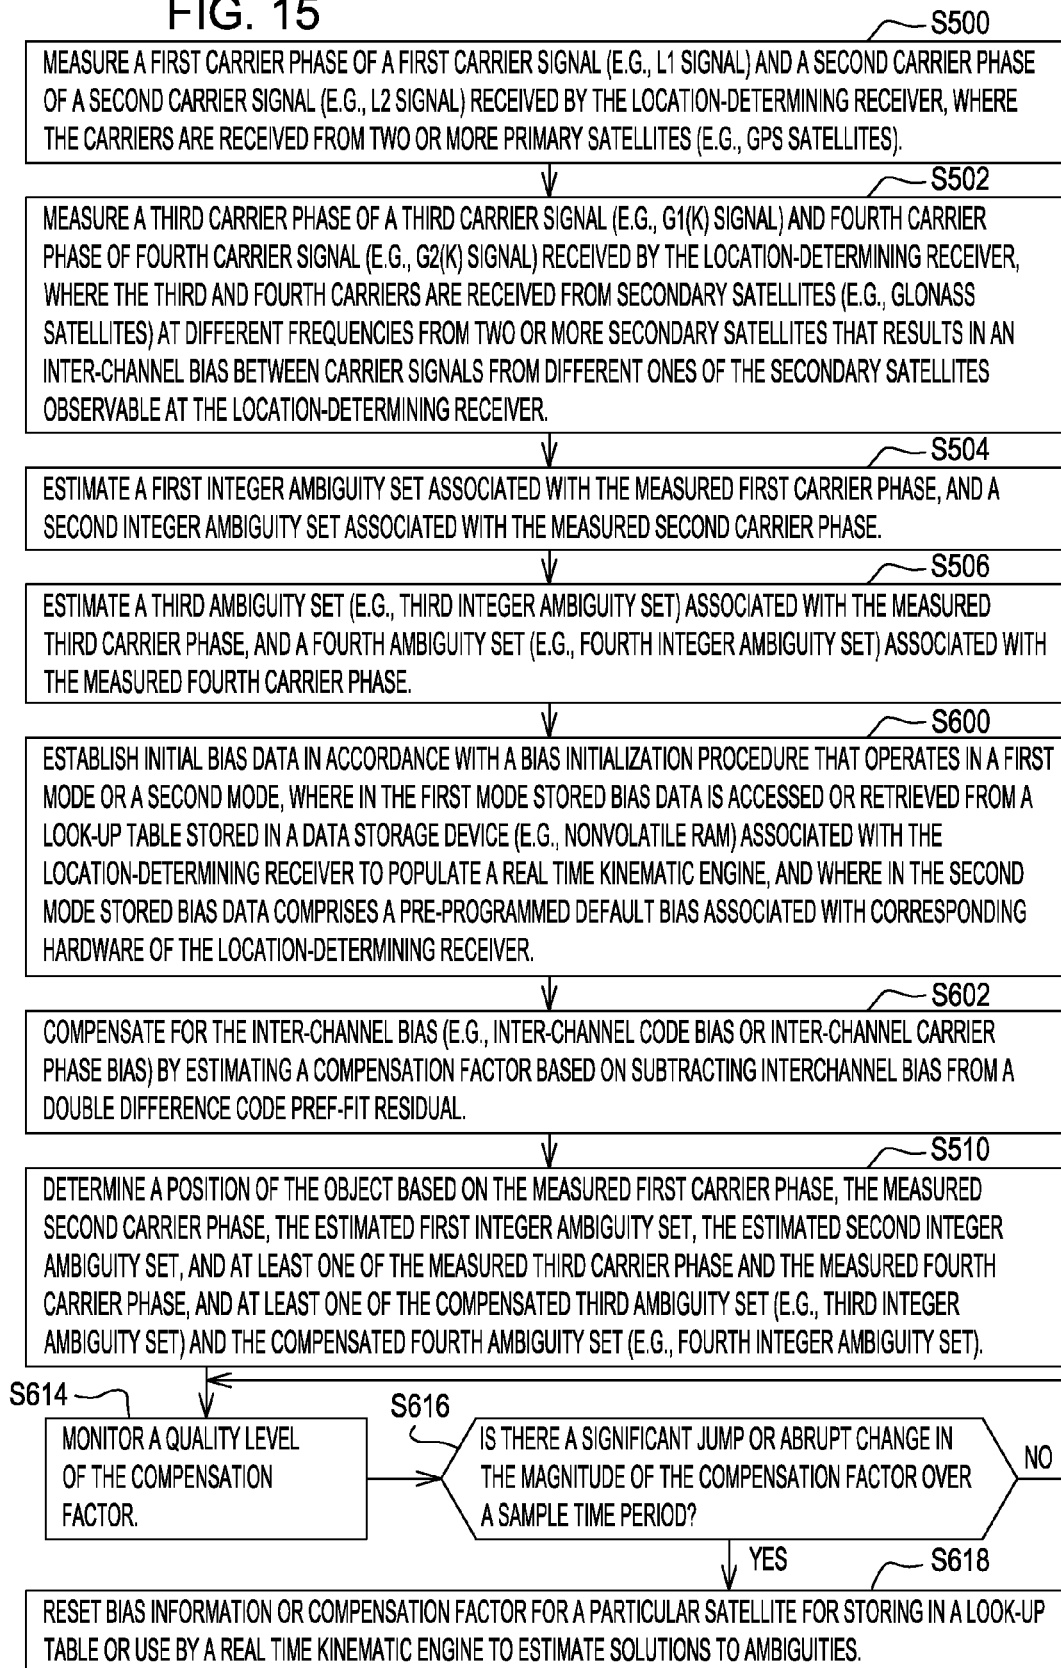 FIG. 15
S500
MEASURE A FIRST CARRIER PHASE OF A FIRST CARRIER SIGNAL (E.G., L1 SIGNAL) AND A SECOND CARRIER PHASE
OF A SECOND CARRIER SIGNAL (E.G., L2 SIGNAL) RECEIVED BY THE LOCATION-DETERMINING RECEIVER, WHERE
THE CARRIERS ARE RECEIVED FROM TWO OR MORE PRIMARY SATELLITES (E.G., GPS SATELLITES).
S502
MEASURE A THIRD CARRIER PHASE OF A THIRD CARRIER SIGNAL (E.G., G1(K) SIGNAL) AND FOURTH CARRIER
PHASE OF FOURTH CARRIER SIGNAL (E.G., G2(K) SIGNAL) RECEIVED BY THE LOCATION-DETERMINING RECEIVER,
WHERE THE THIRD AND FOURTH CARRIERS ARE RECEIVED FROM SECONDARY SATELLITES (E.G., GLONASS
SATELLITES) AT DIFFERENT FREQUENCIES FROM TWO OR MORE SECONDARY SATELLITES THAT RESULTS IN AN
INTER-CHANNEL BIAS BETWEEN CARRIER SIGNALS FROM DIFFERENT ONES OF THE SECONDARY SATELLITES
OBSERVABLE AT THE LOCATION-DETERMINING RECEIVER.
S504
ESTIMATE A FIRST INTEGER AMBIGUITY SET ASSOCIATED WITH THE MEASURED FIRST CARRIER PHASE, AND A
SECOND INTEGER AMBIGUITY SET ASSOCIATED WITH THE MEASURED SECOND CARRIER PHASE.
S506
ESTIMATE A THIRD AMBIGUITY SET (E.G., THIRD INTEGER AMBIGUITY SET) ASSOCIATED WITH THE MEASURED
THIRD CARRIER PHASE, AND A FOURTH AMBIGUITY SET (E.G., FOURTH INTEGER AMBIGUITY SET) ASSOCIATED WITH
THE MEASURED FOURTH CARRIER PHASE.
S600
ESTABLISH INITIAL BIAS DATA IN ACCORDANCE WITH A BIAS INITIALIZATION PROCEDURE THAT OPERATES IN A FIRST
MODE OR A SECOND MODE, WHERE IN THE FIRST MODE STORED BIAS DATA IS ACCESSED OR RETRIEVED FROM A
LOOK-UP TABLE STORED IN A DATA STORAGE DEVICE (E.G., NONVOLATILE RAM) ASSOCIATED WITH THE
LOCATION-DETERMINING RECEIVER TO POPULATE A REAL TIME KINEMATIC ENGINE, AND WHERE IN THE SECOND
MODE STORED BIAS DATA COMPRISES A PRE-PROGRAMMED DEFAULT BIAS ASSOCIATED WITH CORRESPONDING
HARDWARE OF THE LOCATION-DETERMINING RECEIVER.
S602
COMPENSATE FOR THE INTER-CHANNEL BIAS (E.G., INTER-CHANNEL CODE BIAS OR INTER-CHANNEL CARRIER
PHASE BIAS) BY ESTIMATING A COMPENSATION FACTOR BASED ON SUBTRACTING INTERCHANNEL BIAS FROM A
DOUBLE DIFFERENCE CODE PREF-FIT RESIDUAL.
S510
DETERMINE A POSITION OF THE OBJECT BASED ON THE MEASURED FIRST CARRIER PHASE, THE MEASURED
SECOND CARRIER PHASE, THE ESTIMATED FIRST INTEGER AMBIGUITY SET, THE ESTIMATED SECOND INTEGER
AMBIGUITY SET, AND AT LEAST ONE OF THE MEASURED THIRD CARRIER PHASE AND THE MEASURED FOURTH
CARRIER PHASE, AND AT LEAST ONE OF THE COMPENSATED THIRD AMBIGUITY SET (E.G., THIRD INTEGER
AMBIGUITY SET) AND THE COMPENSATED FOURTH AMBIGUITY SET (E.G., FOURTH INTEGER AMBIGUITY SET).
S614
MONITOR A QUALITY LEVEL
OF THE COMPENSATION
FACTOR.
S616
IS THERE A SIGNIFICANT JUMP OR ABRUPT CHANGE IN
THE MAGNITUDE OF THE COMPENSATION FACTOR OVER
A SAMPLE TIME PERIOD?
NO
YES
S618
RESET BIAS INFORMATION OR COMPENSATION FACTOR FOR A PARTICULAR SATELLITE FOR STORING IN A LOOK-UP
TABLE OR USE BY A REAL TIME KINEMATIC ENGINE TO ESTIMATE SOLUTIONS TO AMBIGUITIES.